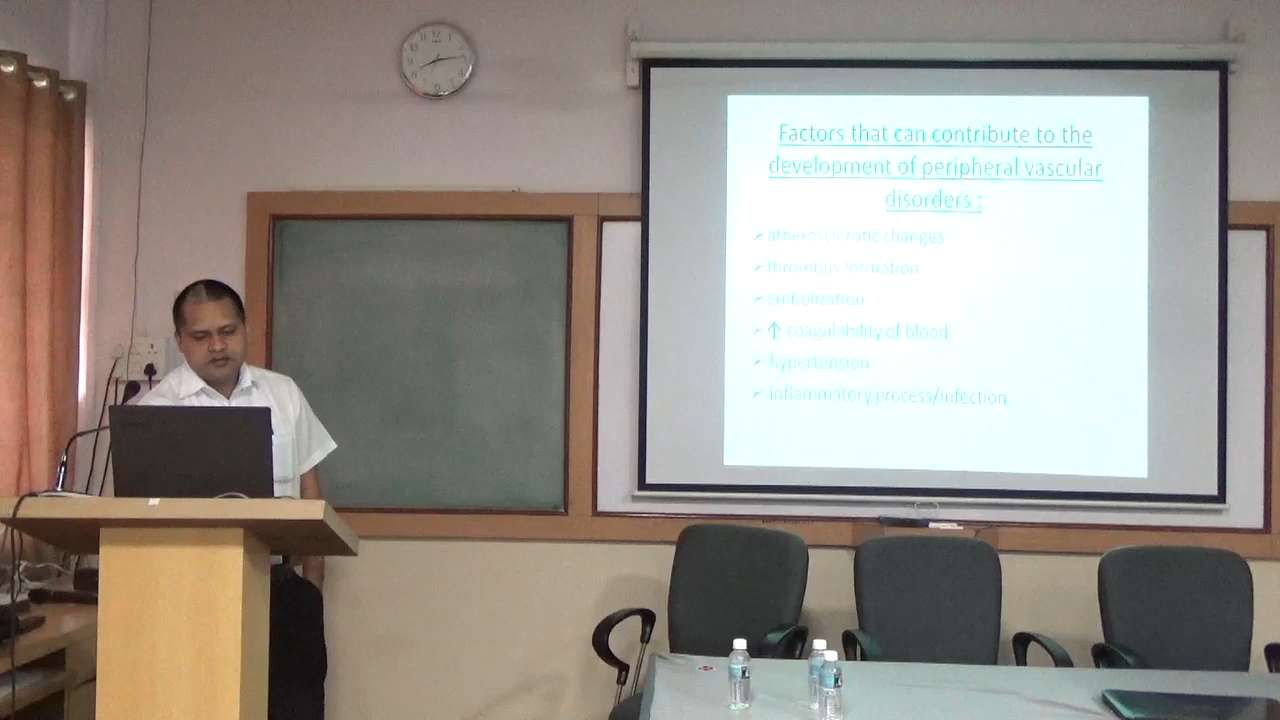 Factors that can contribute to the
development of peripheral vascular
disorders :
➢ atherosclerotic changes
➢ thrombus formation
➢ embolization
➢ ↑ coagulability of blood
➢ hypertension
➢ inflammatory process/infection